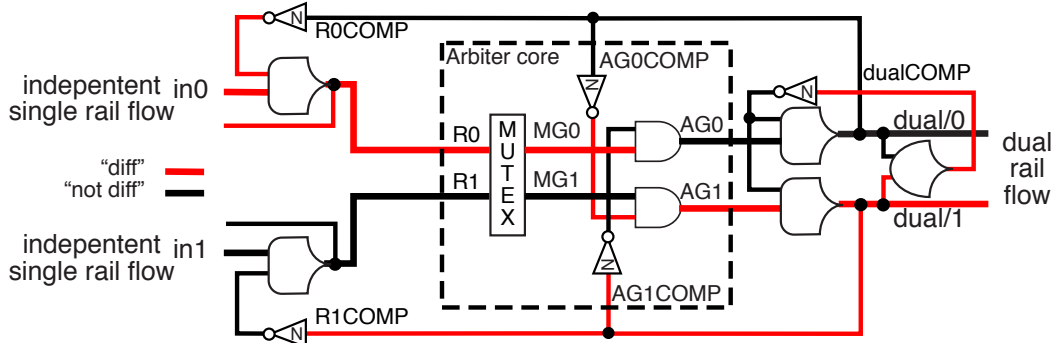 N
R0COMP
Arbiter core
AG0COMP
N
dualCOMP
N
indepentent
single rail flow
in0
R0
MUTEX
MG0
AG0
dual/0
dual
rail
flow
“diff”
“not diff”
R1
MG1
AG1
dual/1
indepentent
single rail flow
in1
N
AG1COMP
R1COMP
N